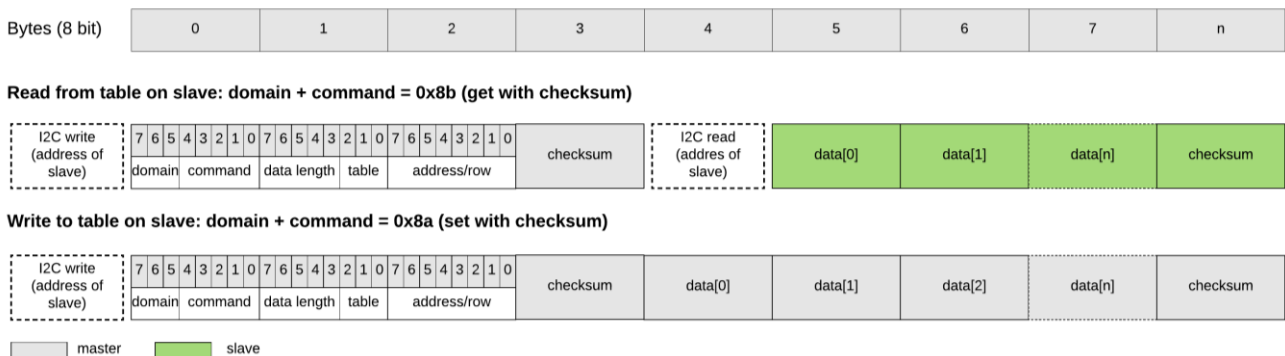 Bytes (8 bit) 0 1 2 3 4 5 6 7 n
Read from table on slave: domain + command = 0x8b (get with checksum)
I2C write (address of slave)
7 6 5 4 3 2 1 0 7 6 5 4 3 2 1 0 7 6 5 4 3 2 1 0
domain command data length table address/row
checksum
I2C read (addres of slave)
data[0] data[1] data[n] checksum
Write to table on slave: domain + command = 0x8a (set with checksum)
I2C write (address of slave)
7 6 5 4 3 2 1 0 7 6 5 4 3 2 1 0 7 6 5 4 3 2 1 0
domain command data length table address/row
checksum data[0] data[1] data[2] data[n] checksum
master slave